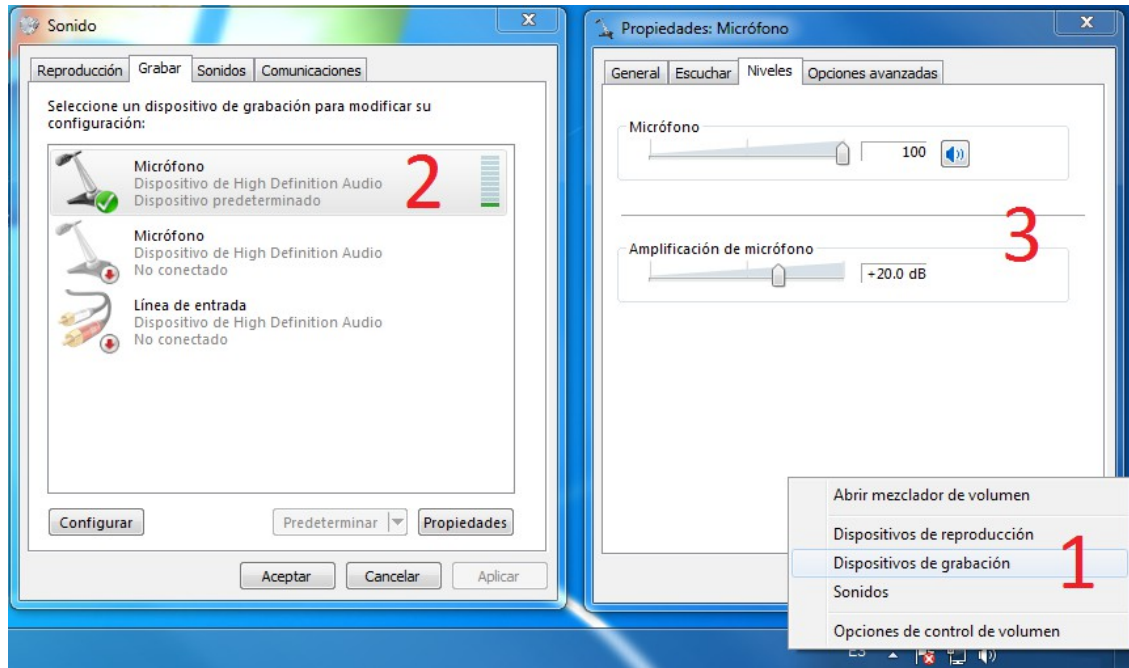 Sonido
Reproducción Grabar Sonidos Comunicaciones
Seleccione un dispositivo de grabación para modificar su
configuración:
Micrófono
Dispositivo de High Definition Audio
Dispositivo predeterminado
2
Micrófono
Dispositivo de High Definition Audio
No conectado
Línea de entrada
Dispositivo de High Definition Audio
No conectado
Configurar Predeterminar Propiedades
Aceptar Cancelar Aplicar
Propiedades: Micrófono
General Escuchar Niveles Opciones avanzadas
Micrófono
100
3
Amplificación de micrófono
+20.0 dB
Abrir mezclador de volumen
Dispositivos de reproducción
Dispositivos de grabación
1
Sonidos
Opciones de control de volumen
ES